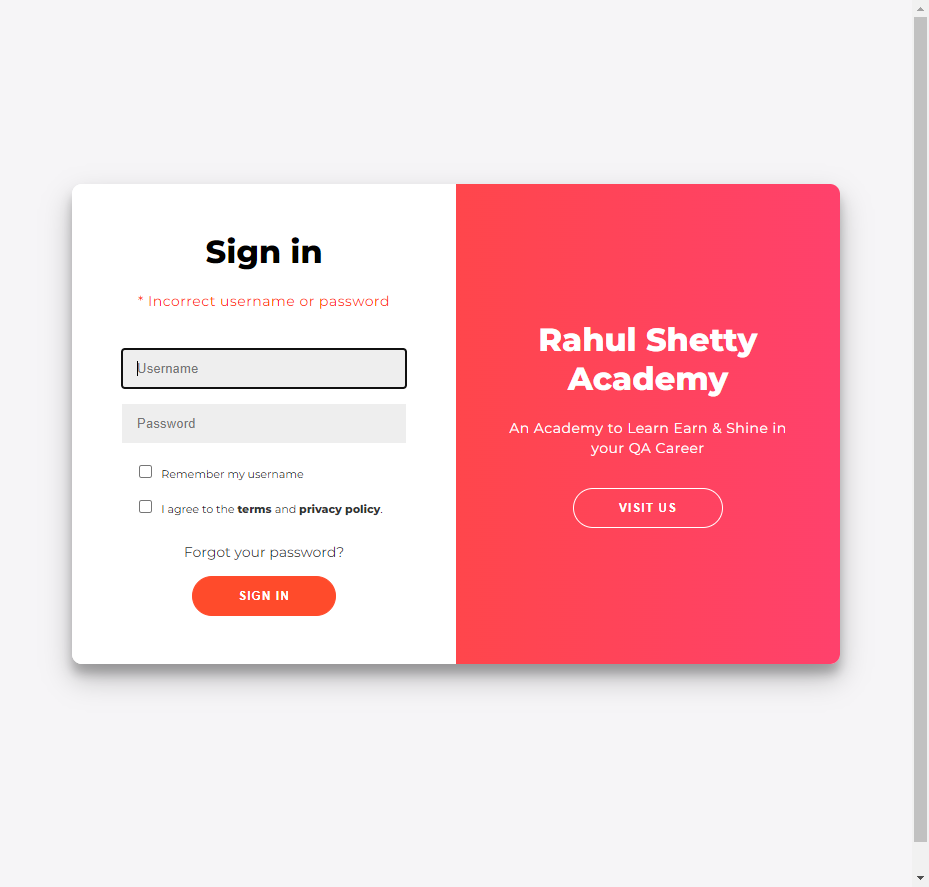 Sign in
* Incorrect username or password
Username
Password
Remember my username
I agree to the terms and privacy policy.
Forgot your password?
SIGN IN
Rahul Shetty
Academy
An Academy to Learn Earn & Shine in
your QA Career
VISIT US